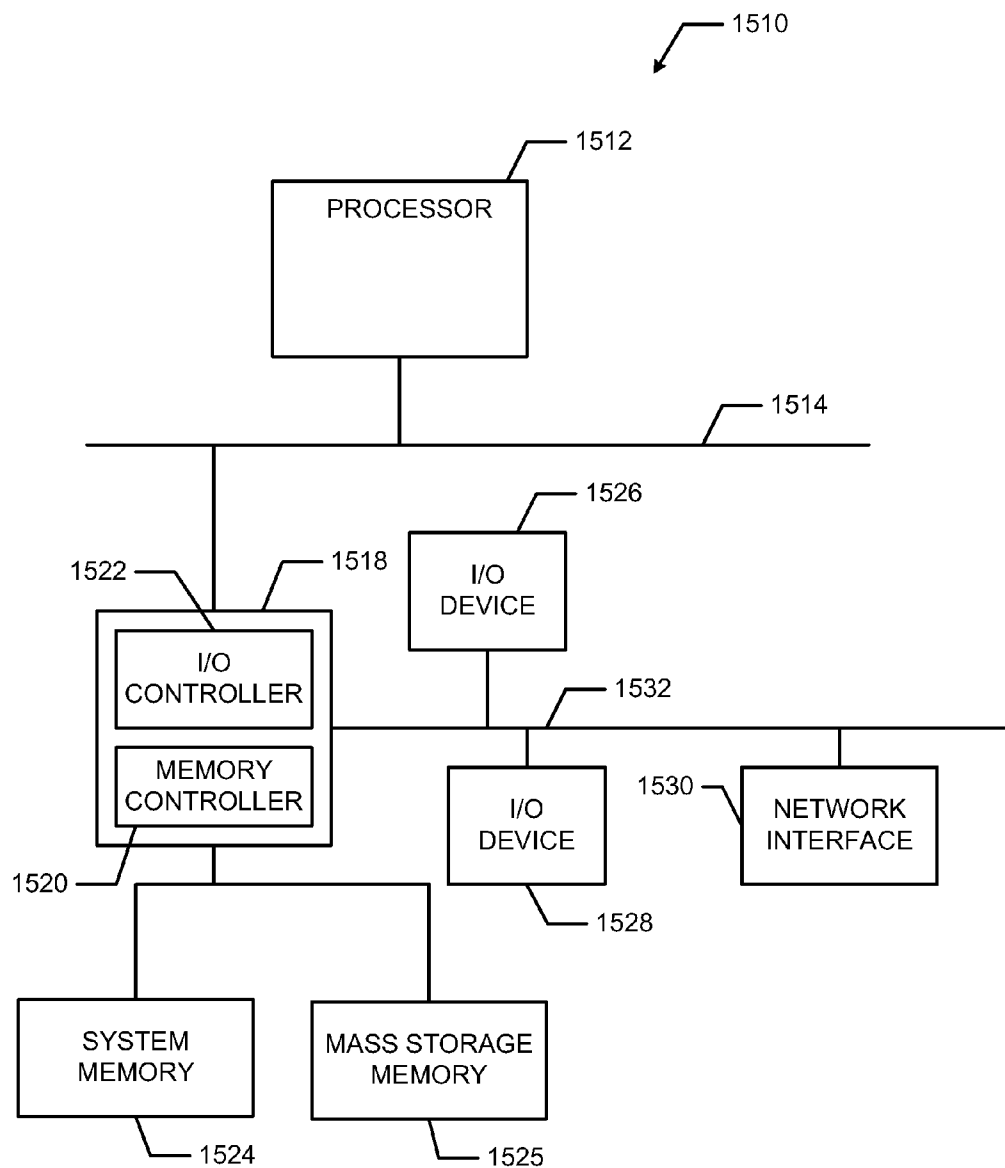 1510
1512
PROCESSOR
1514
1526
1522
1518
I/O
DEVICE
I/O
CONTROLLER
1532
MEMORY
CONTROLLER
I/O
DEVICE
1530
NETWORK
INTERFACE
1520
1528
SYSTEM
MEMORY
MASS STORAGE
MEMORY
1524
1525